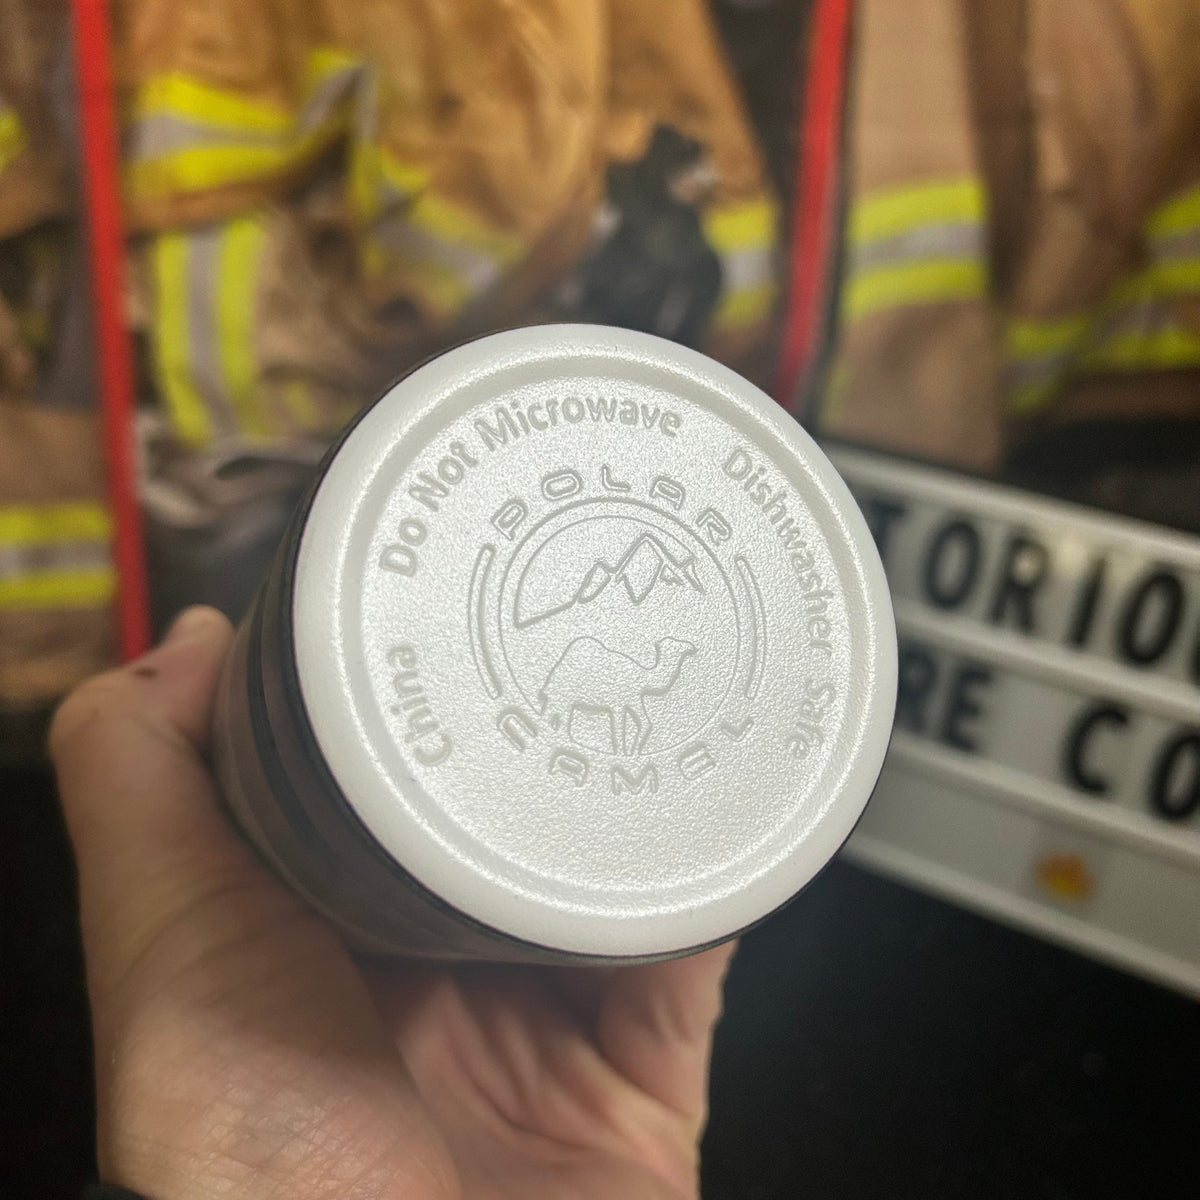 Do Not Microwave
Dishwasher Safe
China
POLAR
CAMEL
TORIOU
RE CO